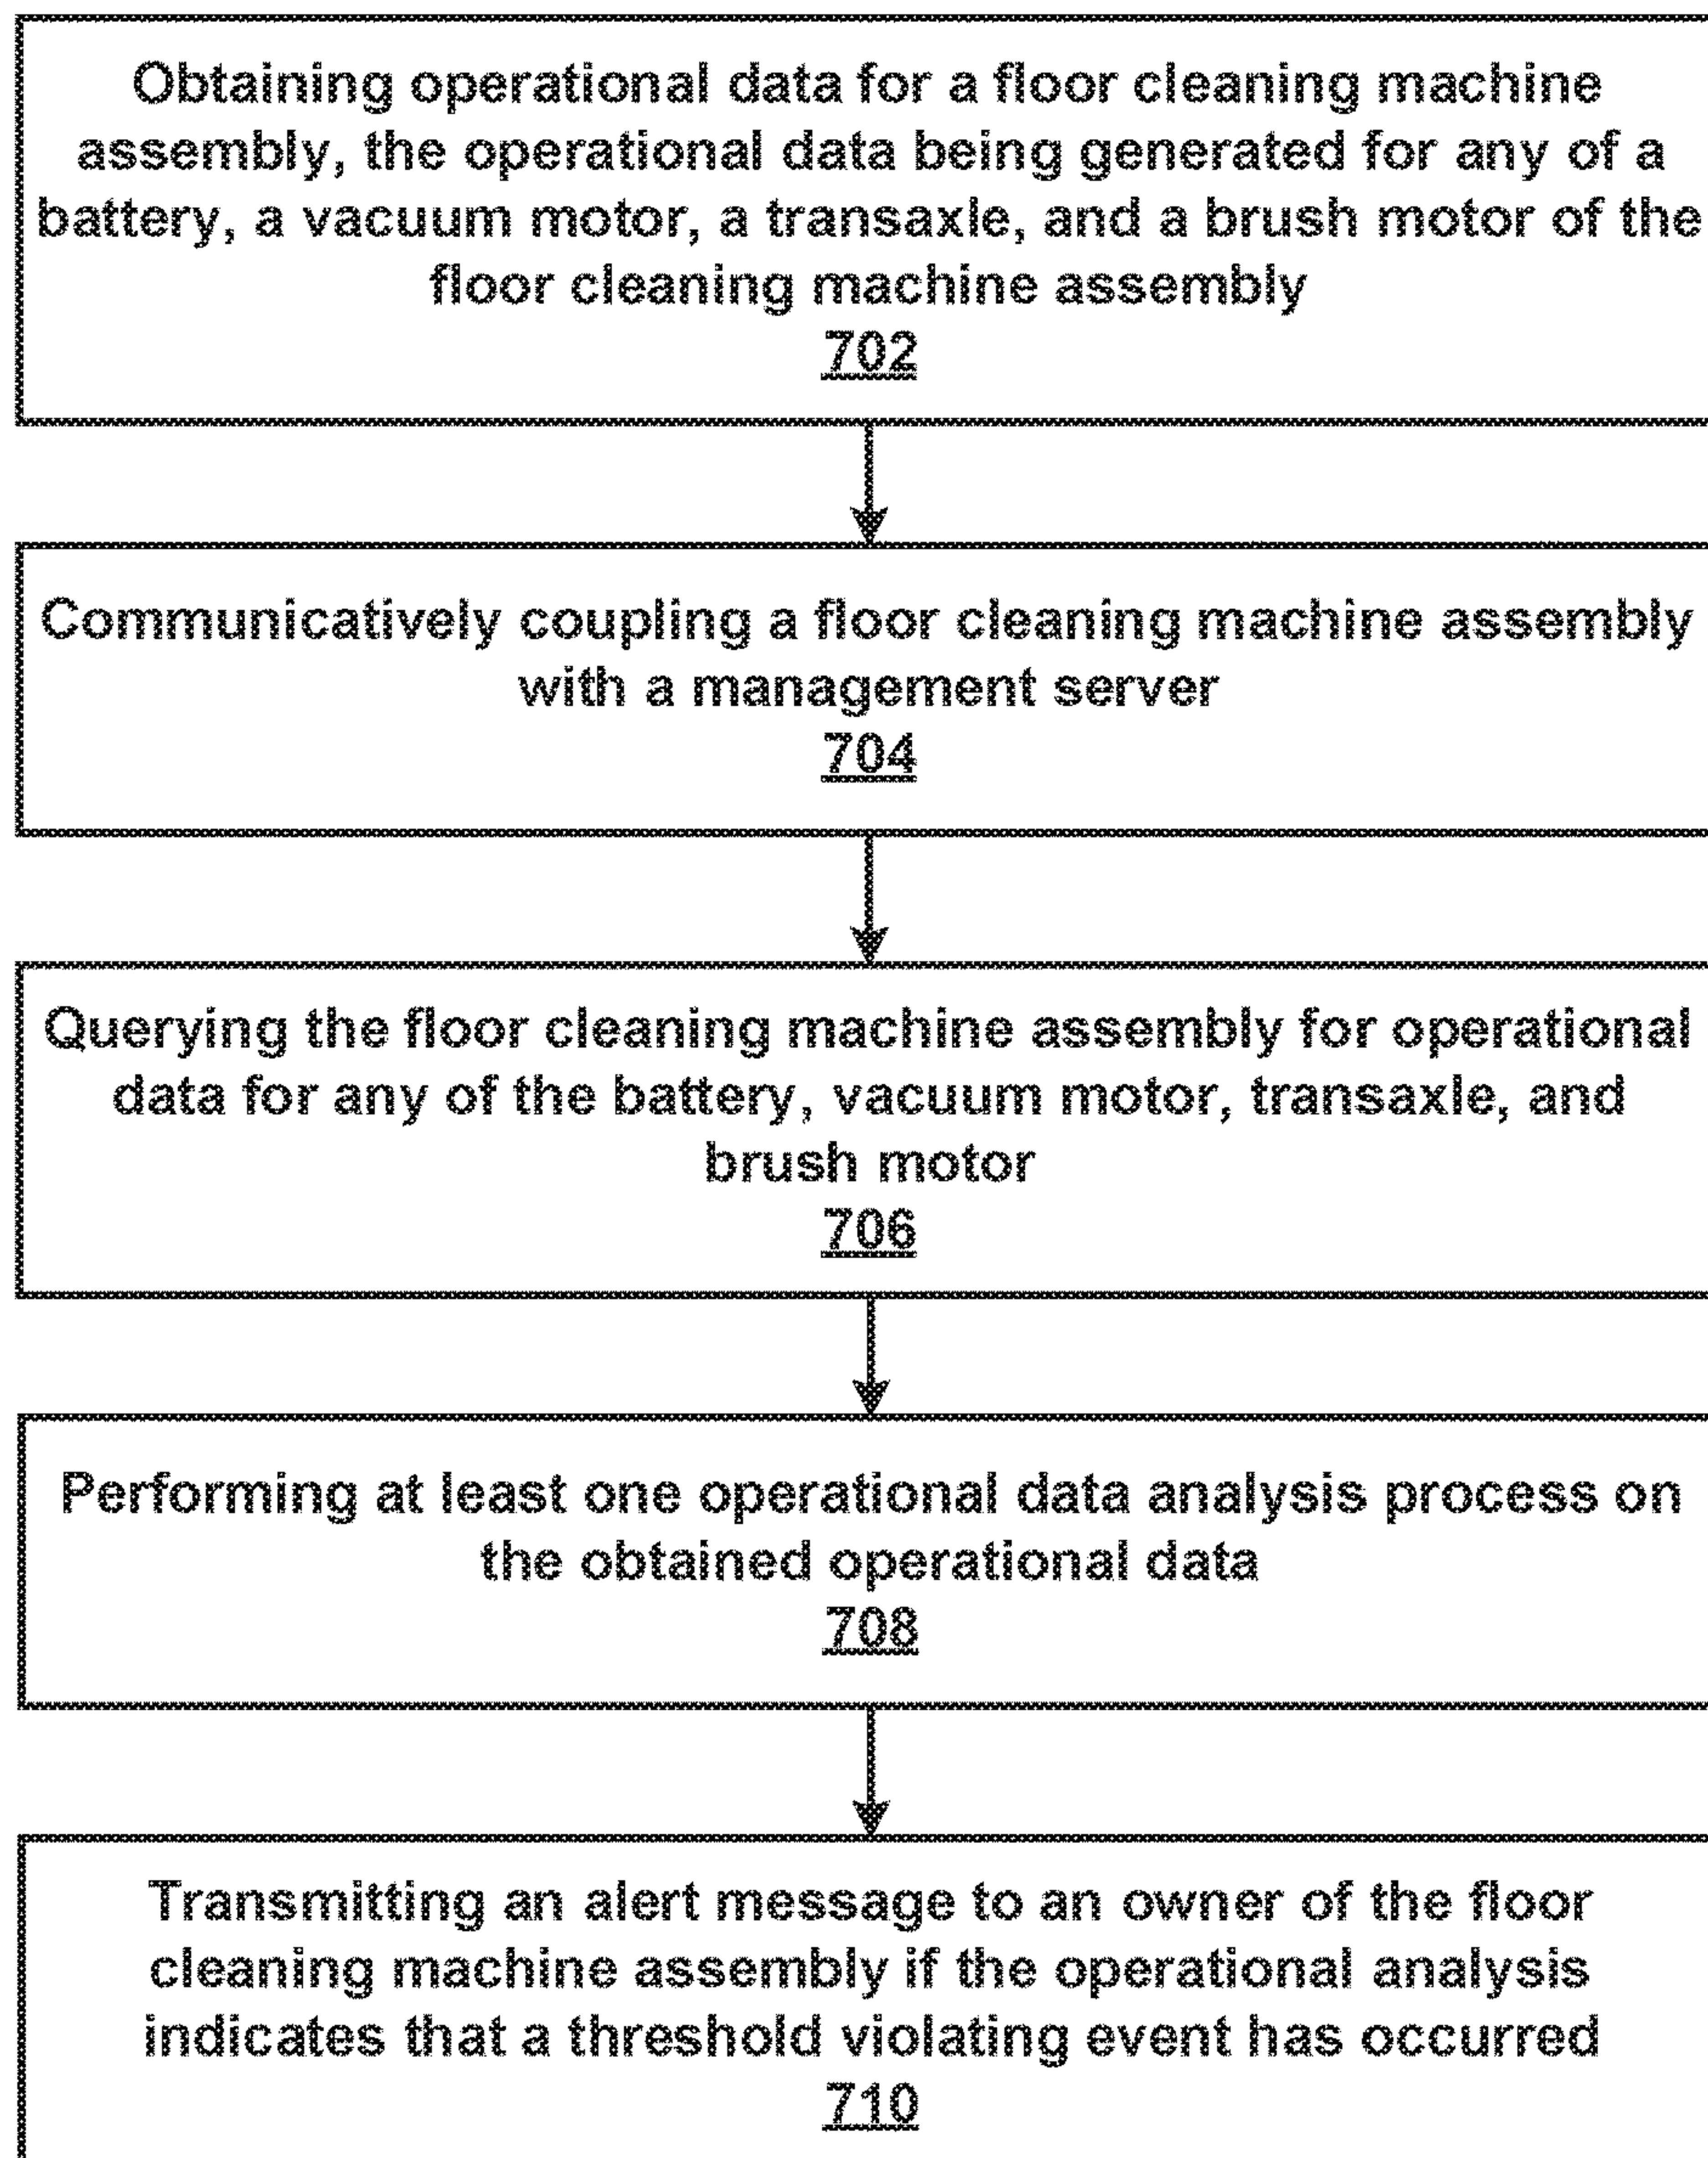 Obtaining operational data for a floor cleaning machine
assembly, the operational data being generated for any of a
battery, a vacuum motor, a transaxle, and a brush motor of the
floor cleaning machine assembly
702
Communicatively coupling a floor cleaning machine assembly
with a management server
704
Querying the floor cleaning machine assembly for operational
data for any of the battery, vacuum motor, transaxle, and
brush motor
706
Performing at least one operational data analysis process on
the obtained operational data
708
Transmitting an alert message to an owner of the floor
cleaning machine assembly if the operational analysis
indicates that a threshold violating event has occurred
710